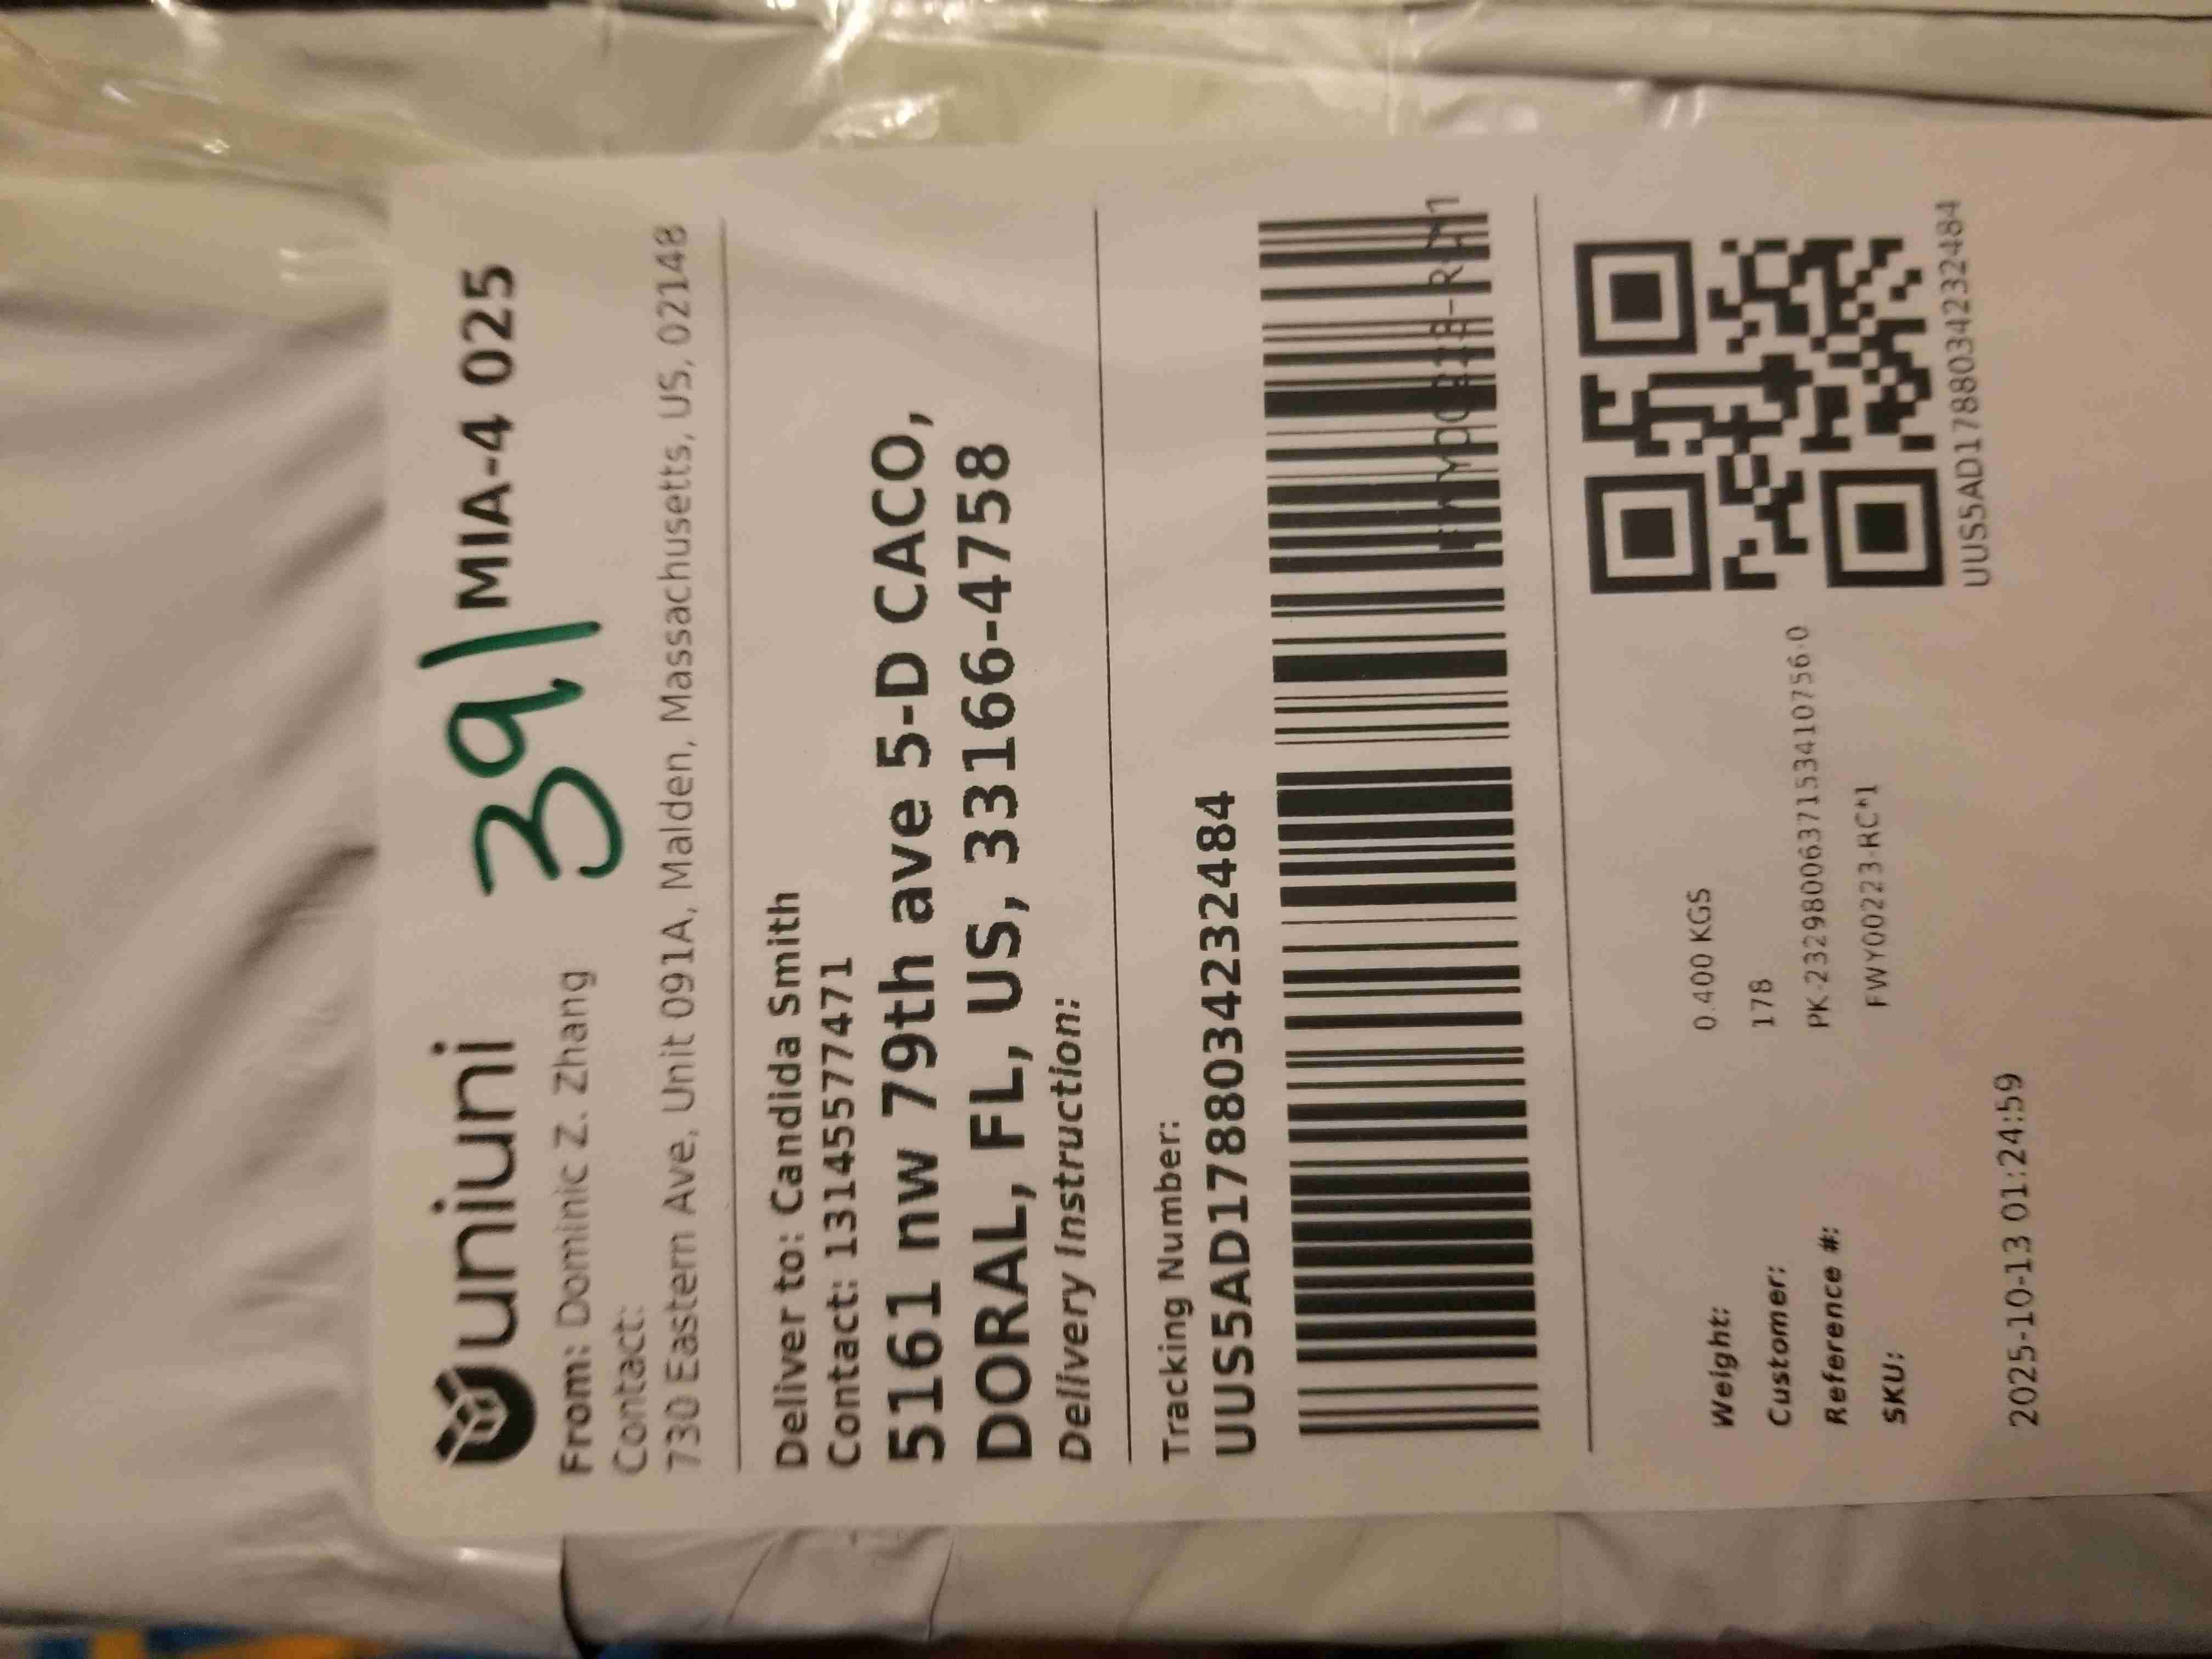 uniuni 39| MIA-4 025
From: Dominic Z. Zhang
Contact:
730 Eastern Ave, Unit 091A, Malden, Massachusetts, US, 02148
Deliver to: Candida Smith
Contact: 13145577471
5161 nw 79th ave 5-D CACO,
DORAL, FL, US, 33166-4758
Delivery Instruction:
Tracking Number:
UUS5AD1788034232484
Weight: 0.400 KGS
Customer: 178
Reference #: PK-2329800637153410756-0
SKU: FWY00223-RC*1
UUS5AD1788034232484
2025-10-13 01:24:59